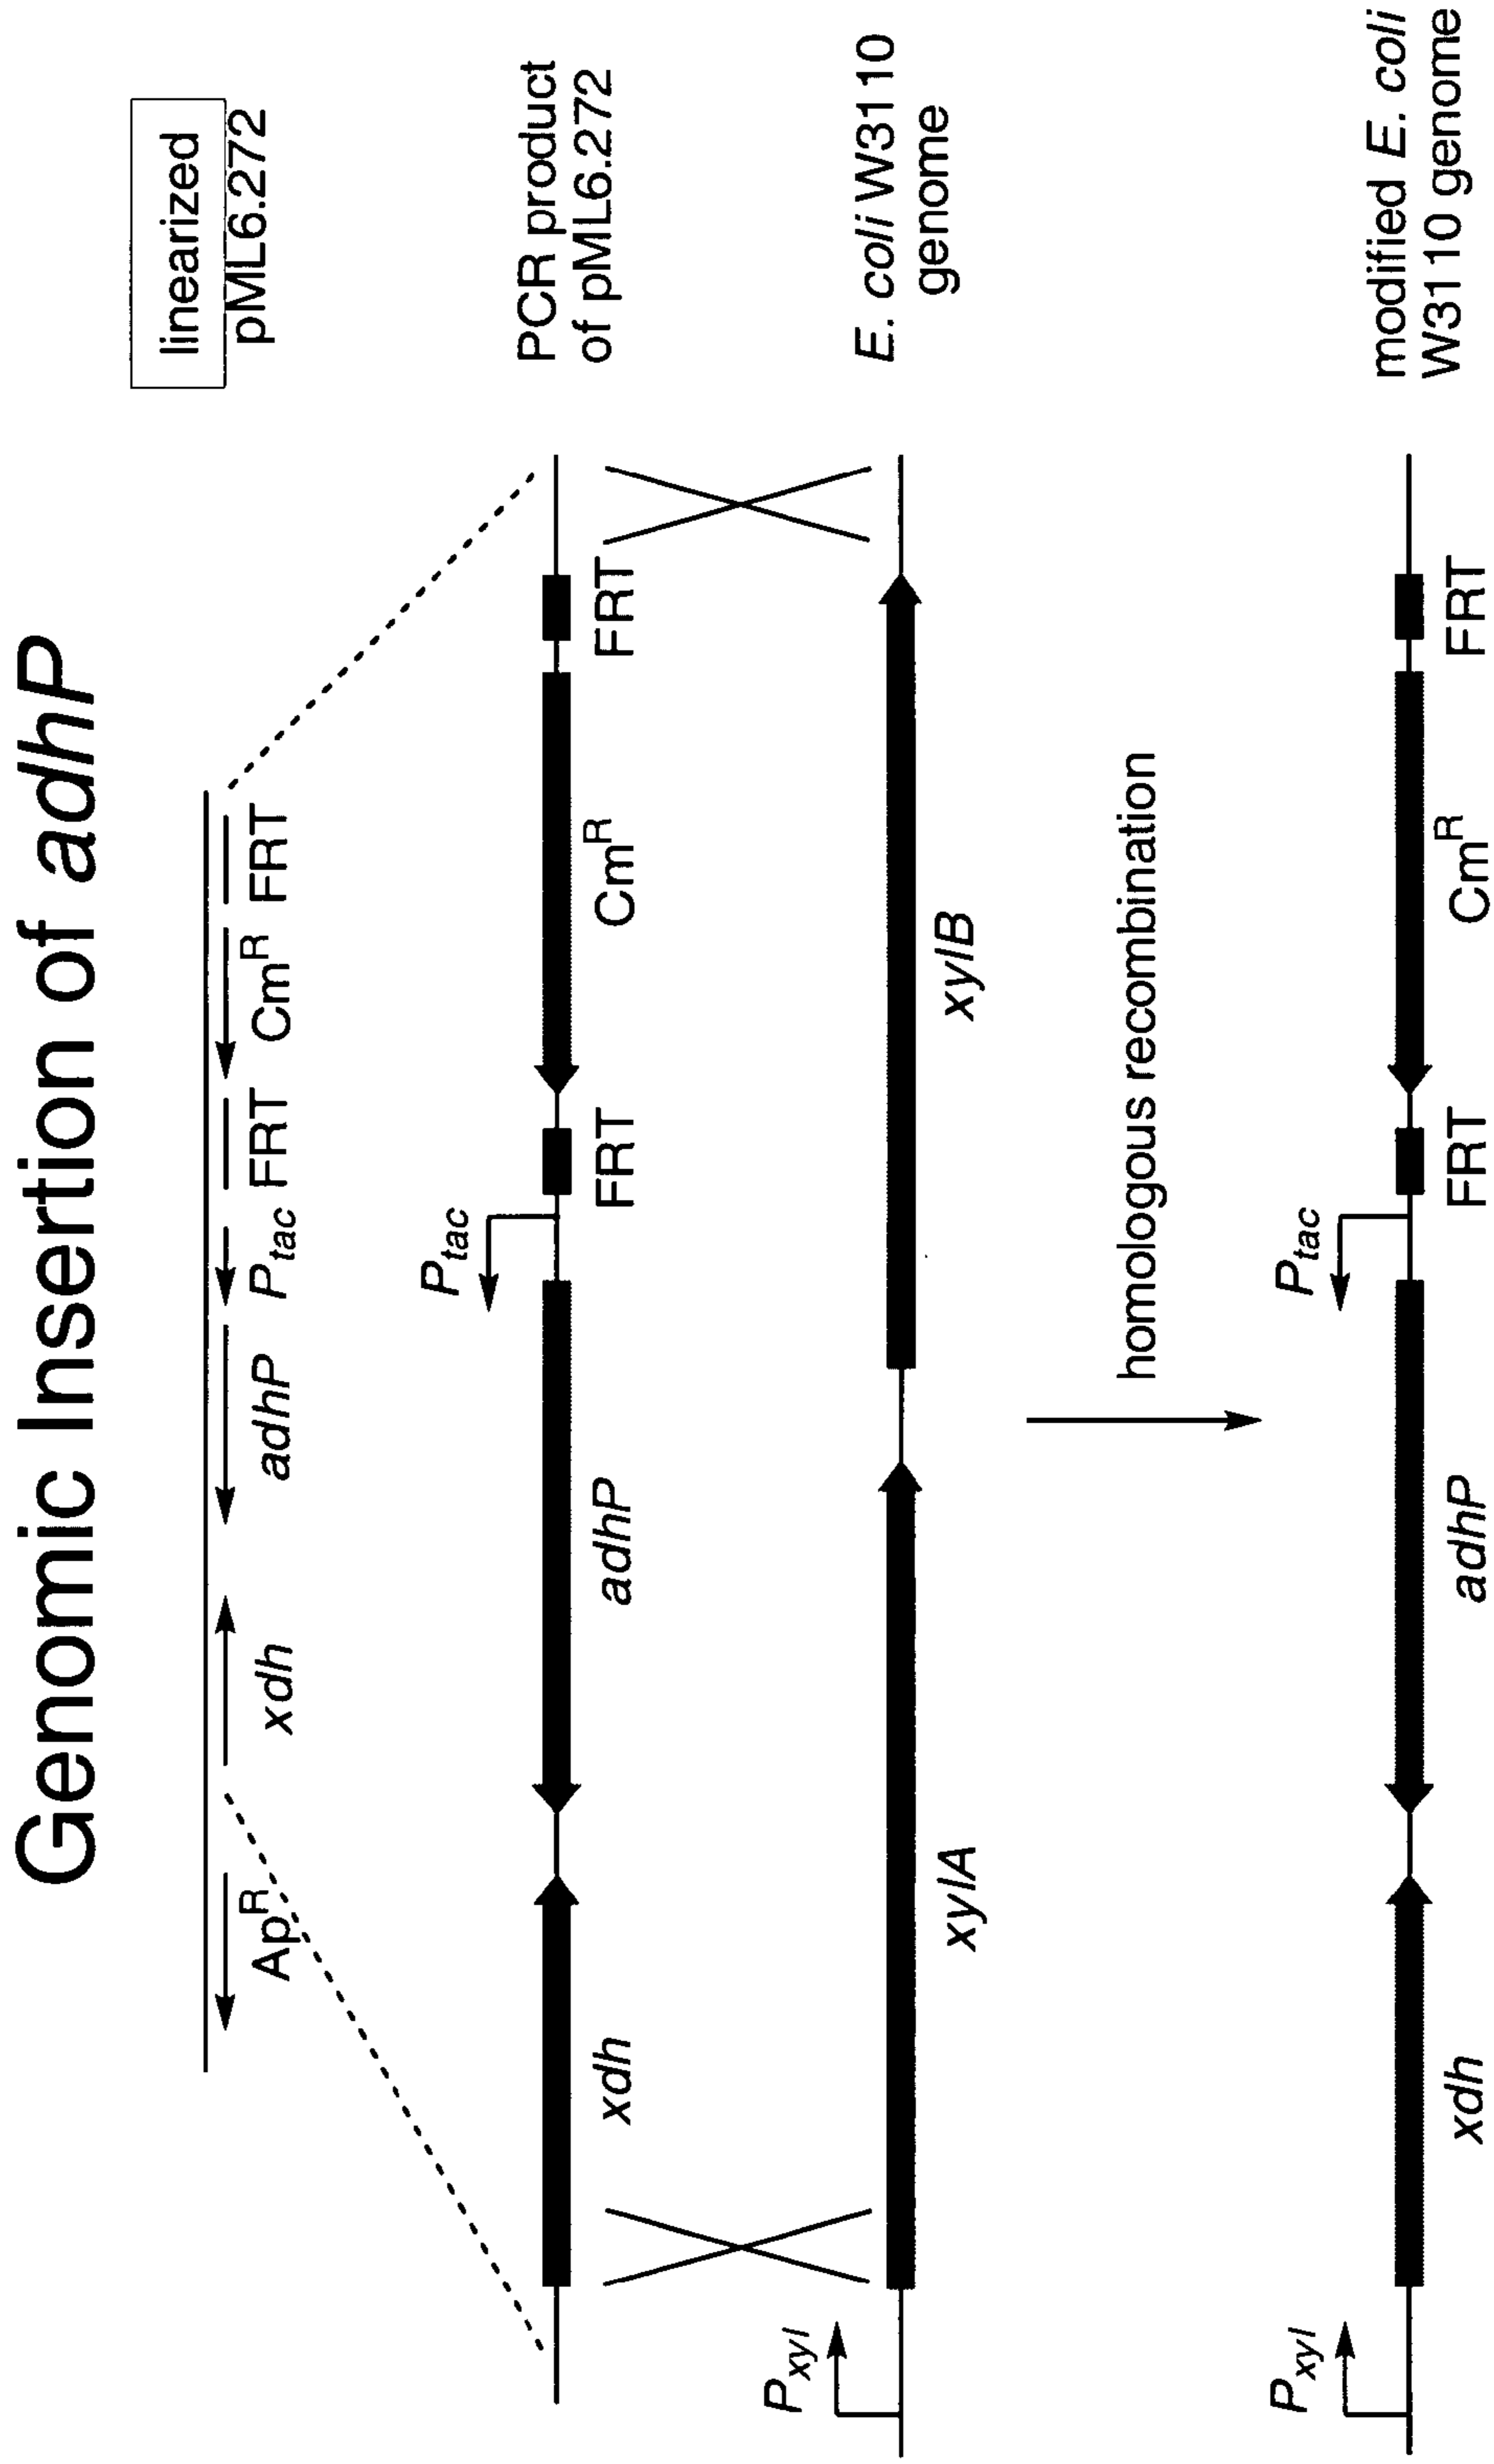 Genomic Insertion of adhP
linearized
pML6.272
Ap^R
xdh
adhP
P_tac
FRT
Cm^R
FRT
PCR product
of pML6.272
P_tac
xdh
adhP
FRT
Cm^R
FRT
E. coli W3110
genome
P_xyl
xylA
xylB
homologous recombination
modified E. coli
W3110 genome
P_xyl
P_tac
xdh
adhP
FRT
Cm^R
FRT